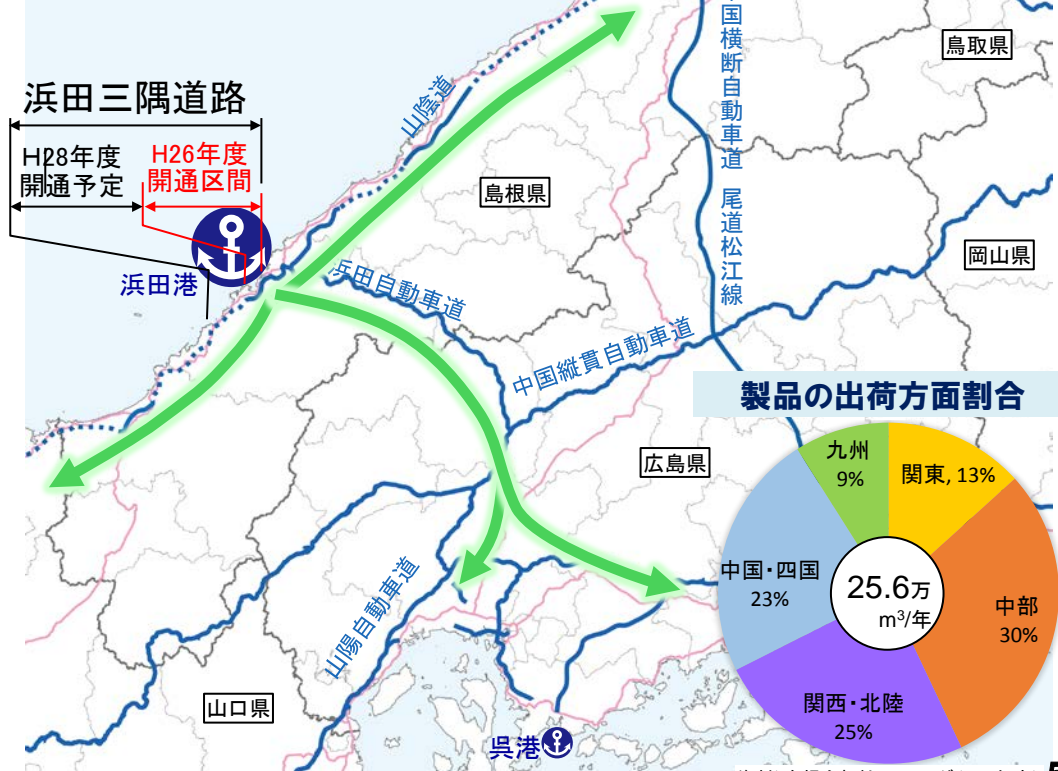 浜田三隅道路
H28年度
開通予定
H26年度
開通区間
浜田港
山陰道
島根県
浜田自動車道
中国縦貫自動車道
国横断自動車道 尾道松江線
鳥取県
岡山県
広島県
山陽自動車道
山口県
呉港
製品の出荷方面割合
九州
9%
関東, 13%
中国・四国
23%
25.6万
m³/年
中部
30%
関西・北陸
25%